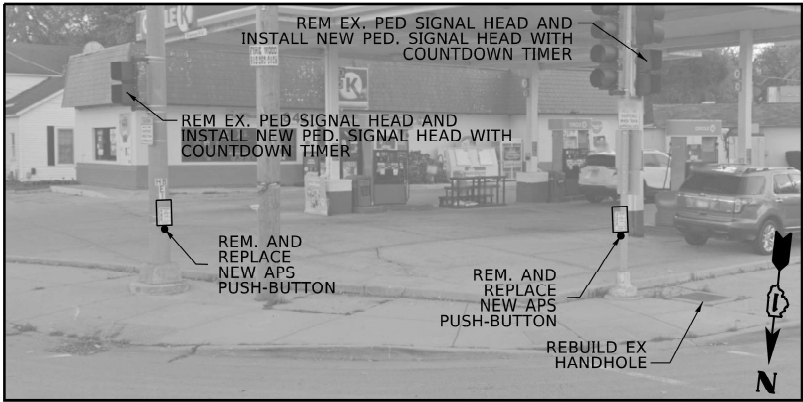 REM EX. PED SIGNAL HEAD AND
INSTALL NEW PED. SIGNAL HEAD WITH
COUNTDOWN TIMER
REM EX. PED SIGNAL HEAD AND
INSTALL NEW PED. SIGNAL HEAD WITH
COUNTDOWN TIMER
REM. AND
REPLACE
NEW APS
PUSH-BUTTON
REM. AND
REPLACE
NEW APS
PUSH-BUTTON
REBUILD EX
HANDHOLE
N
CIRCLE K
K